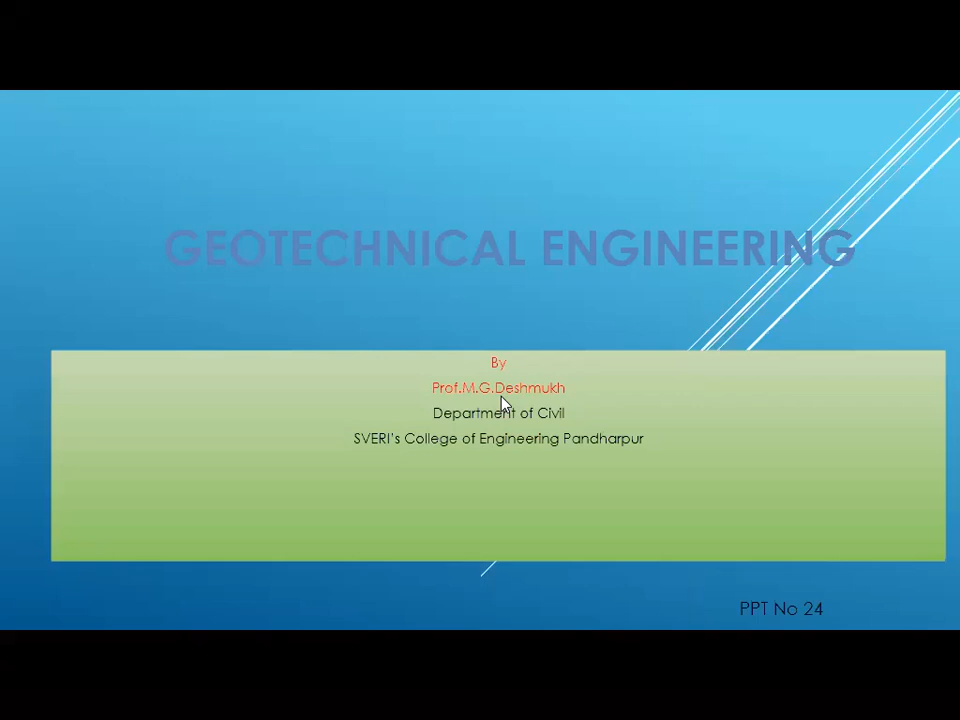 GEOTECHNICAL ENGINEERING
By
Prof.M.G.Deshmukh
Department of Civil
SVERI's College of Engineering Pandharpur
PPT No 24